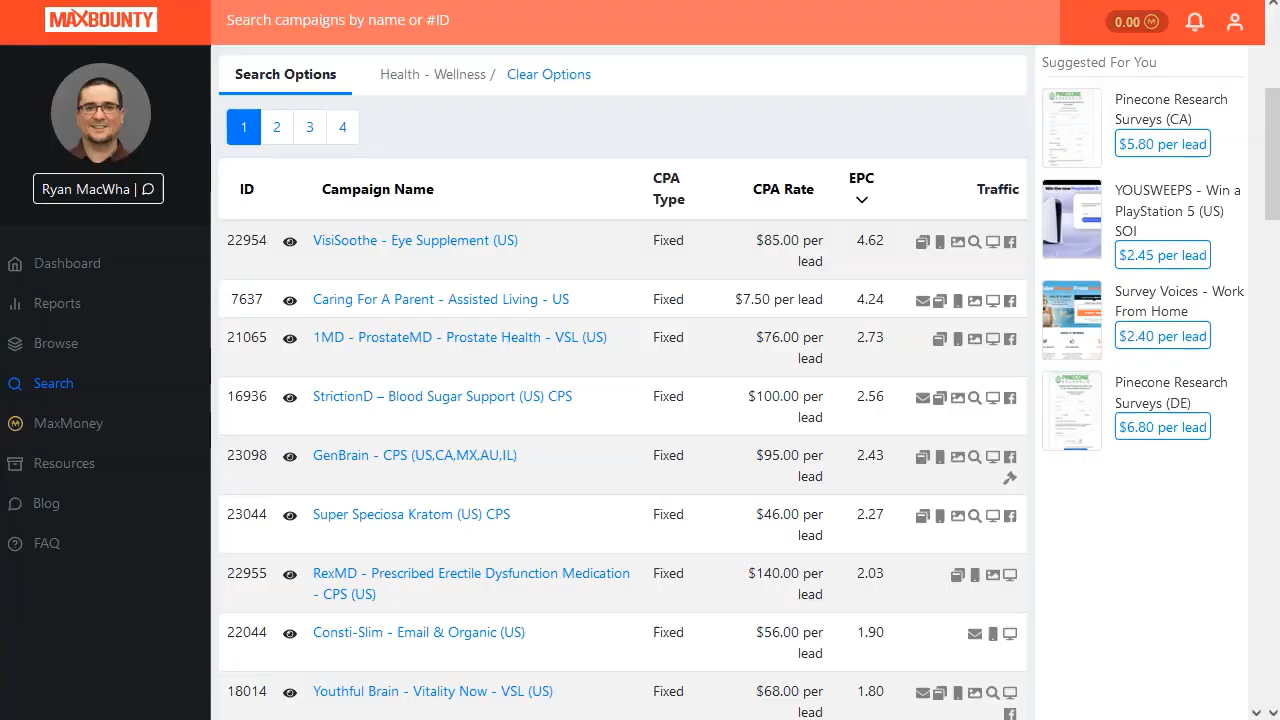 MAXBOUNTY
Search campaigns by name or #ID
0.00
Ryan MacWha |
Dashboard
Reports
Browse
Search
MaxMoney
Resources
Blog
FAQ
Search Options
Health - Wellness /
Clear Options
1 2 3 4
ID Campaign Name CPA CPA Rate EPC Traffic
22954 VisiSoothe - Eye Supplement (US) Fixed $85.00 per 4.62
lead
7637 Caring For A Parent - Assisted Living - US Fixed $7.30 per lead 4.24
21065 1MD - ProstateMD - Prostate Health - VSL (US) Fixed 2.73
lead
16936 Blood Sugar Support (US) CPS Fixed $100.00 per 2.56
lead
23098 (US,CA,UK,AU,IL) Fixed $95.00 per 2.43
lead
23044 Super Speciosa Kratom (US) CPS Fixed $46.00 per 2.27
lead
22955 RexMD - Prescribed Erectile Dysfunction Medication Fixed $140.00 per 2.03
- CPS (US) lead
22044 Consti-Slim - Email & Organic (US) Fixed $56.00 per 1.90
lead
18014 Youthful Brain - Vitality Now - VSL (US) Fixed $68.00 per 1.80
lead
Suggested For You
Pinecone Research
Surveys (CA)
$5.80 per lead
YOUSWEEPS - Win a
PlayStation 5 (US)
SOI
$2.45 per lead
Survey Voices - Work
From Home
$2.40 per lead
Pinecone Research
Surveys (DE)
$6.80 per lead